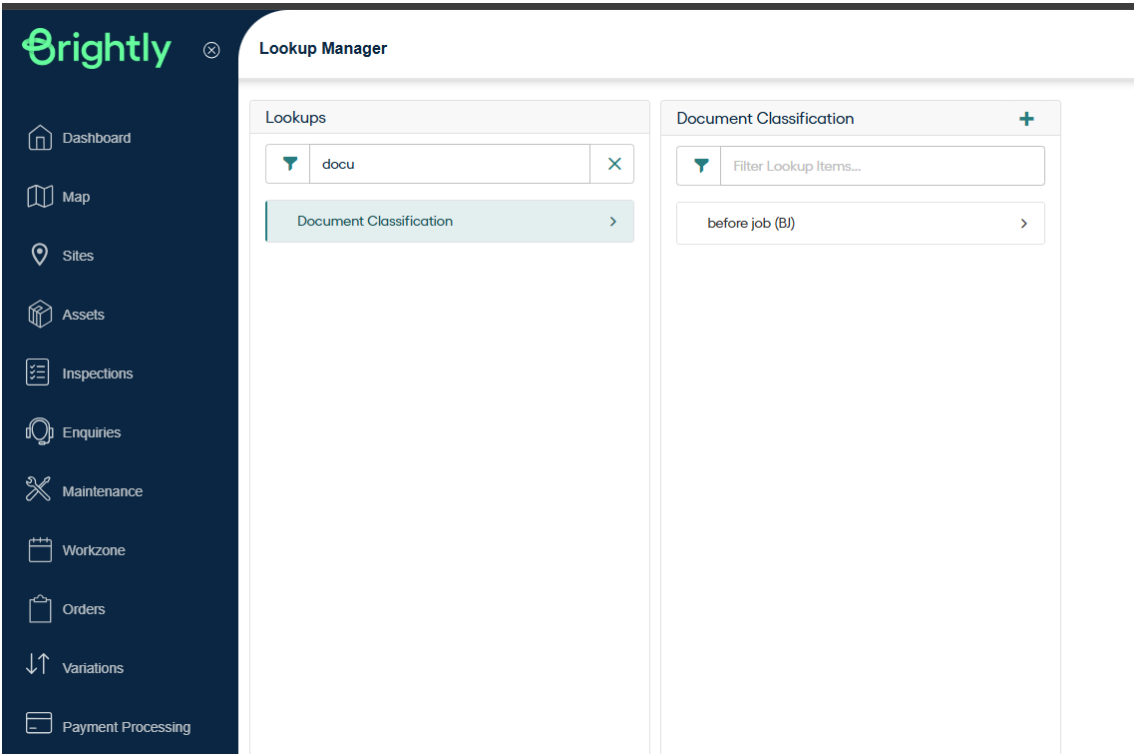 Brightly
Lookup Manager
Dashboard
Map
Sites
Assets
Inspections
Enquiries
Maintenance
Workzone
Orders
Variations
Payment Processing
Lookups
docu
Document Classification
Document Classification
Filter Lookup Items...
before job (BJ)